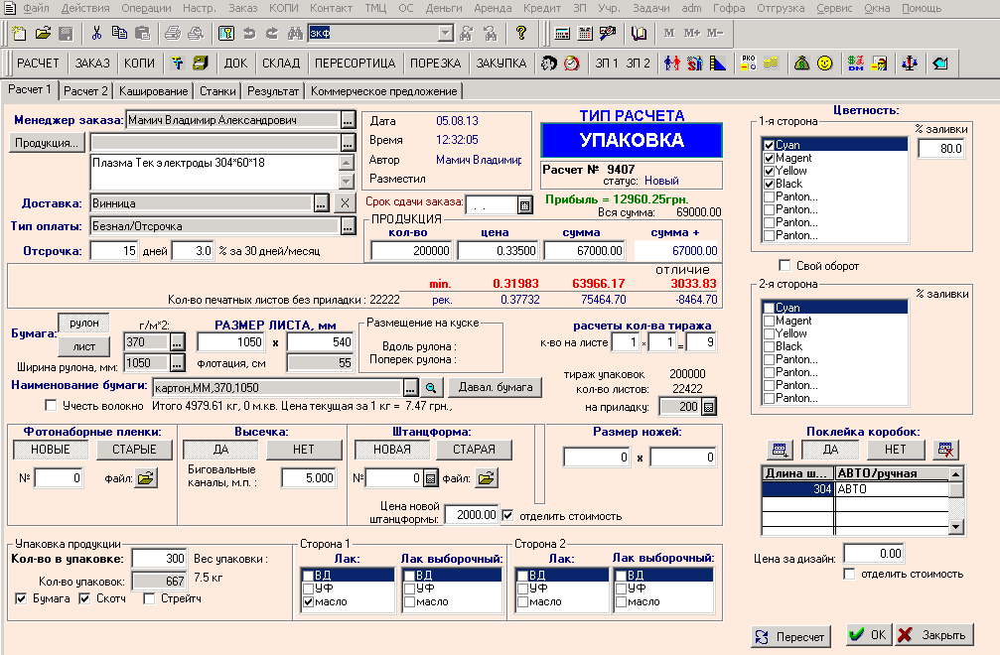 Файл Действия Операции Настр. Заказ КОПИ Контакт ТМЦ ОС Деньги Аренда Кредит ЗП Учр. Задачи adm Гофра Отгрузка Сервис Окна Помощь
зкф M M+ M−
РАСЧЕТ ЗАКАЗ КОПИ ДОК СКЛАД ПЕРЕСОРТИЦА ПОРЕЗКА ЗАКУПКА ЗП 1 ЗП 2 РКО
Расчет 1 Расчет 2 Каширование Станки Результат Коммерческое предложение
Менеджер заказа: Мамич Владимир Александрович ...
Продукция... ...
Плазма Тек электроды 304*60*18
Доставка: Винница ... X
Тип оплаты: Безнал/Отсрочка ...
Отсрочка: 15 дней 3.0 % за 30 дней/месяц
Дата 05.08.13
Время 12:32:05
Автор Мамич Владимир
Разместил
Срок сдачи заказа: . .
ТИП РАСЧЕТА
УПАКОВКА
Расчет № 9407
статус: Новый
Прибыль = 12960.25грн.
Вся сумма: 69000.00
ПРОДУКЦИЯ
кол-во цена сумма сумма +
200000 0.33500 67000.00 67000.00
отличие
min. 0.31983 63966.17 3033.83
Кол-во печатных листов без приладки : 22222 рек. 0.37732 75464.70 -8464.70
Бумага: рулон лист
г/м*2: 370 ...
Ширина рулона, мм: 1050 ...
РАЗМЕР ЛИСТА, мм
1050 x 540
флотация, см 55
Размещение на куске
Вдоль рулона :
Поперек рулона :
расчеты кол-ва тиража
к-во на листе 1 * 1 = 9
тираж упаковок 200000
кол-во листов: 22422
на приладку: 200
Наименование бумаги: картон,ММ,370,1050 ... Давал. бумага
Учесть волокно Итого 4979.61 кг, 0 м.кв. Цена текущая за 1 кг = 7.47 грн.,
Фотонаборные пленки:
НОВЫЕ СТАРЫЕ
№ 0 Файл:
Высечка:
ДА НЕТ
Биговальные
каналы, м.п. : 5.000
Штанцформа:
НОВАЯ СТАРАЯ
№ 0 Файл:
Цена новой
штанцформы: 2000.00 отделить стоимость
Размер ножей:
0 x 0
Упаковка продукции
Кол-во в упаковке: 300 Вес упаковки :
Кол-во упаковок: 667 7.5 кг
Бумага Скотч Стретч
Сторона 1
Лак: Лак выборочный:
ВД ВД
УФ УФ
масло масло
Сторона 2
Лак: Лак выборочный:
ВД ВД
УФ УФ
масло масло
Цветность:
1-я сторона
% заливки
80.0
Cyan
Magent
Yellow
Black
Panton...
Panton...
Panton...
Panton...
Свой оборот
2-я сторона
% заливки
Cyan
Magent
Yellow
Black
Panton...
Panton...
Panton...
Panton...
Поклейка коробок:
ДА НЕТ
Длина ш... АВТО/ручная
304 АВТО
Цена за дизайн: 0.00
отделить стоимость
Пересчет OK Закрыть